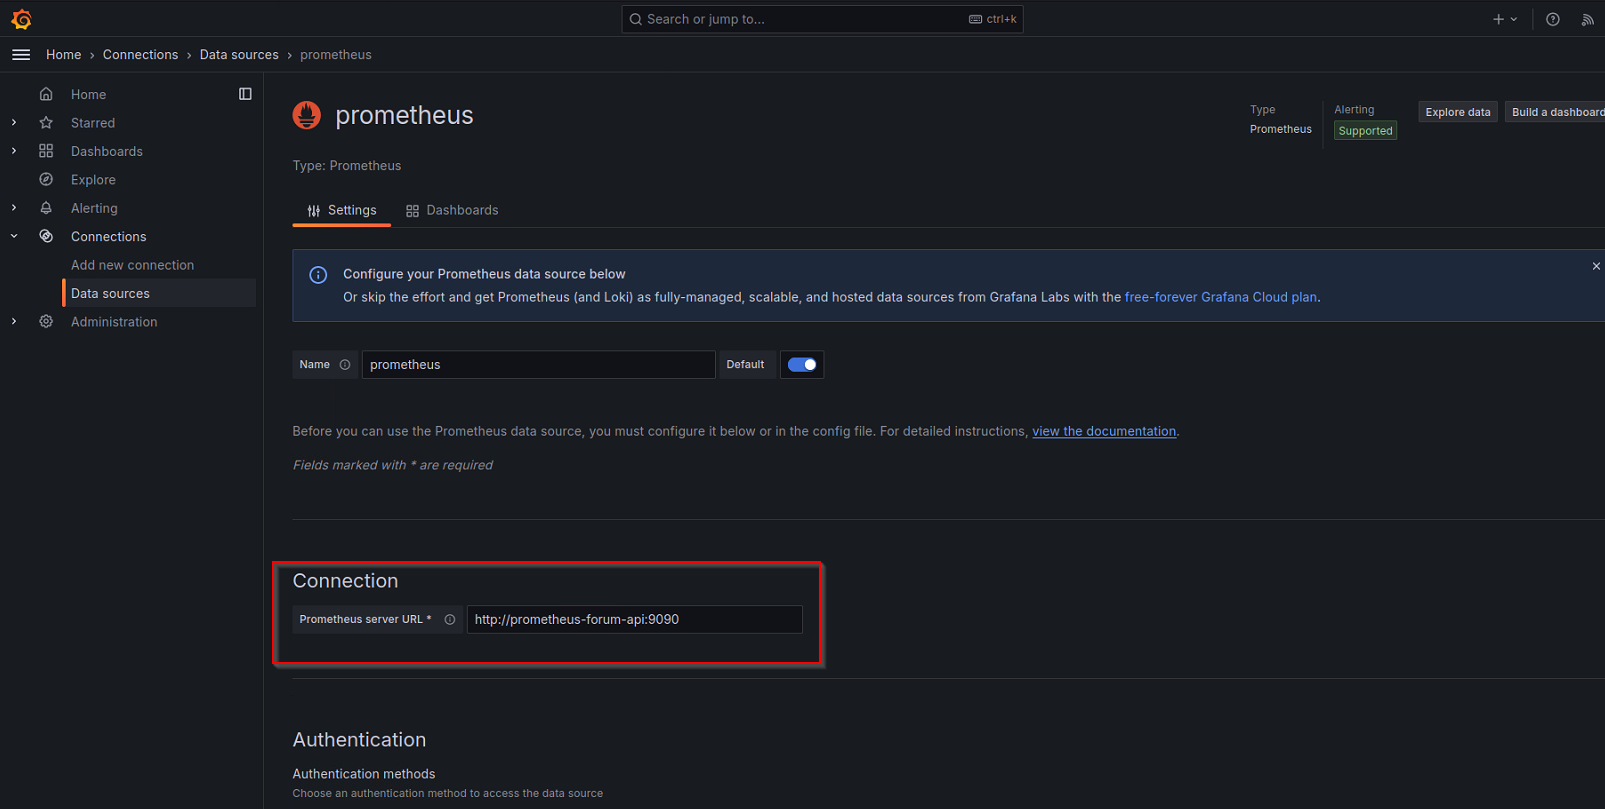 Search or jump to...
ctrl+k
Home › Connections › Data sources › prometheus
Home
Starred
Dashboards
Explore
Alerting
Connections
Add new connection
Data sources
Administration
prometheus
Type
Prometheus
Alerting
Supported
Explore data
Build a dashboard
Type: Prometheus
Settings
Dashboards
Configure your Prometheus data source below
Or skip the effort and get Prometheus (and Loki) as fully-managed, scalable, and hosted data sources from Grafana Labs with the free-forever Grafana Cloud plan.
Name
prometheus
Default
Before you can use the Prometheus data source, you must configure it below or in the config file. For detailed instructions, view the documentation.
Fields marked with * are required
Connection
Prometheus server URL *
http://prometheus-forum-api:9090
Authentication
Authentication methods
Choose an authentication method to access the data source